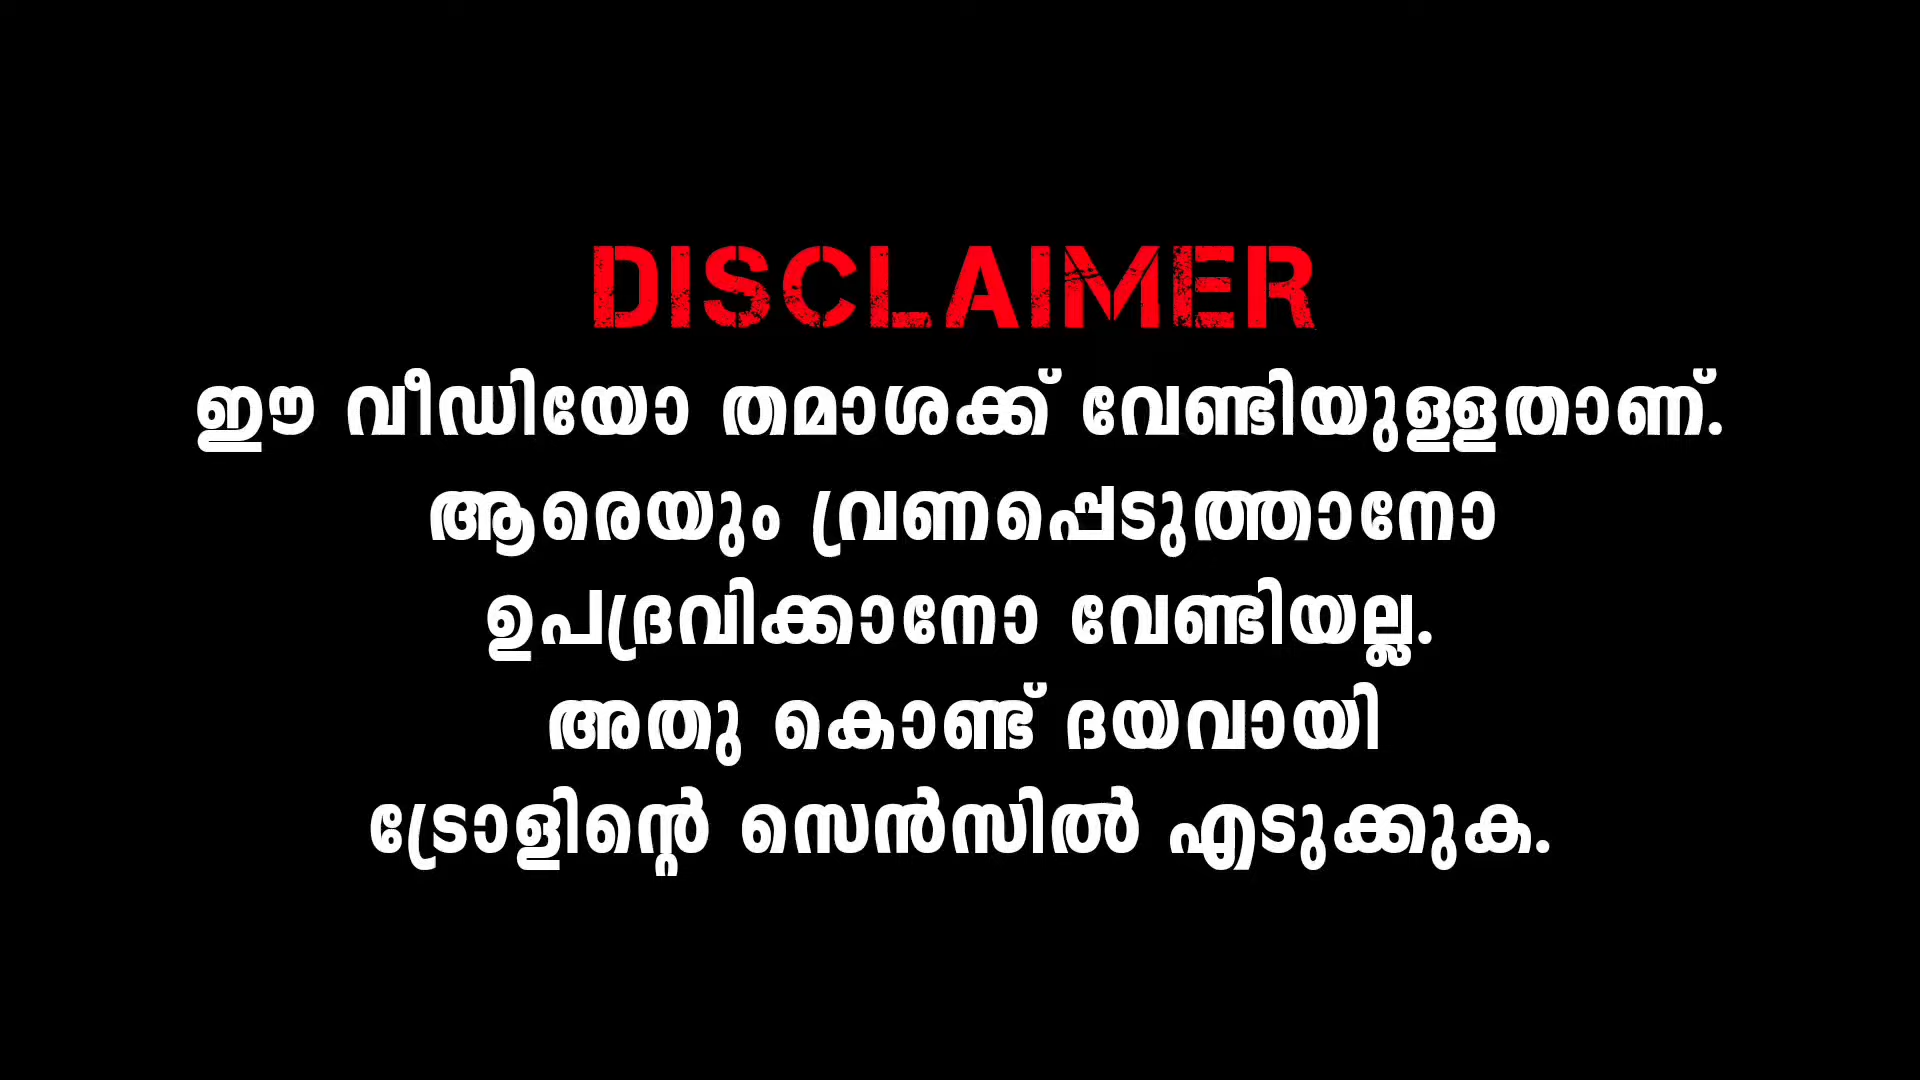 DISCLAIMER
ഈ വീഡിയോ തമാശക്ക് വേണ്ടിയുള്ളതാണ്.
ആരെയും വ്രണപ്പെടുത്താനോ
ഉപദ്രവിക്കാനോ വേണ്ടിയല്ല.
അതു കൊണ്ട് ദയവായി
ട്രോളിന്റെ സെൻസിൽ എടുക്കുക.